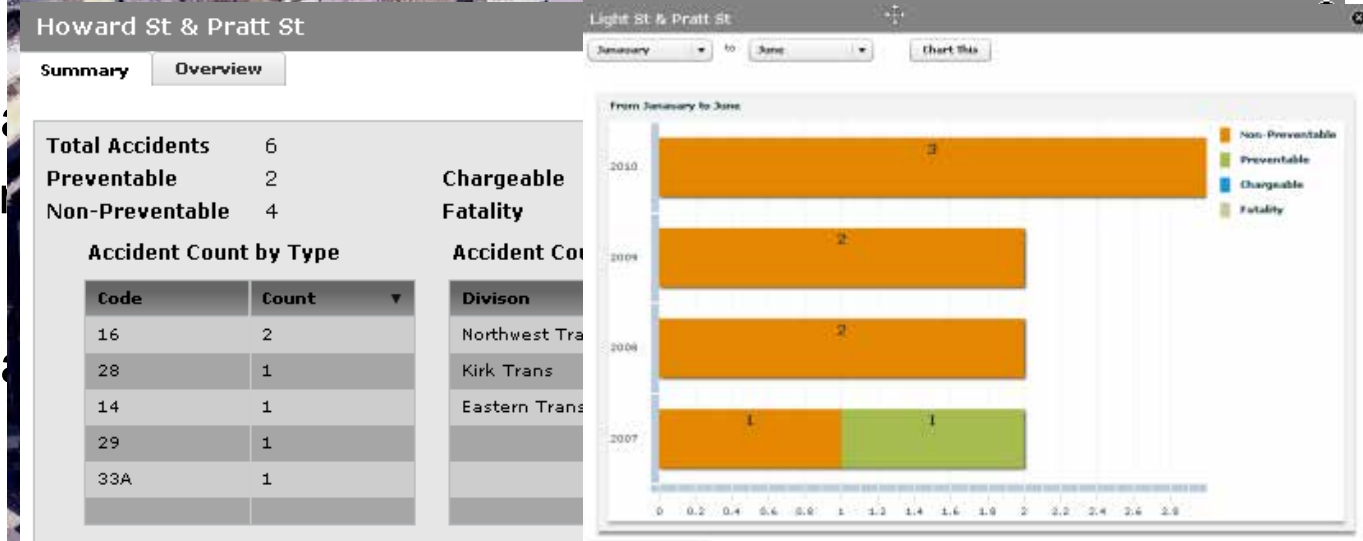 Howard St & Pratt St
Summary Overview
Total Accidents 6
Preventable 2 Chargeable
Non-Preventable 4 Fatality
Accident Count by Type Accident Cou
Code Count ▼ Divison
16 2 Northwest Tra
28 1 Kirk Trans
14 1 Eastern Trans
29 1
33A 1
Light St & Pratt St
Janauary to June Chart This
From Janauary to June
Non-Preventable
Preventable
Chargeable
Fatality
2010 3
2009 2
2008 2
2007 1 1
0 0.2 0.4 0.6 0.8 1 1.2 1.4 1.6 1.8 2 2.2 2.4 2.6 2.8